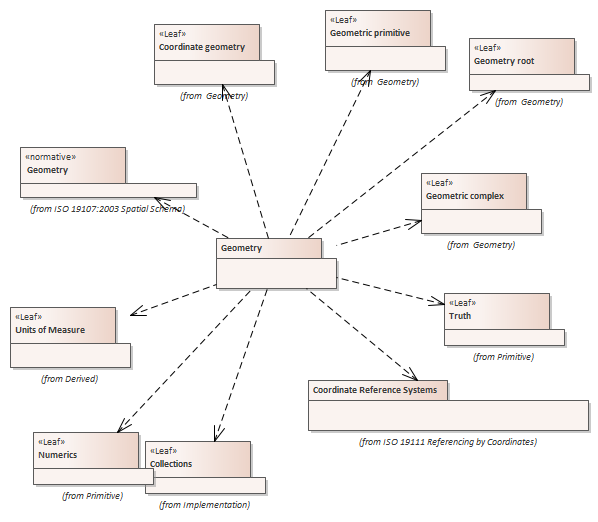 «Leaf»
Coordinate geometry
(from Geometry)
«Leaf»
Geometric primitive
(from Geometry)
«Leaf»
Geometry root
(from Geometry)
«normative»
Geometry
(from ISO 19107:2003 Spatial Schema)
«Leaf»
Geometric complex
(from Geometry)
Geometry
«Leaf»
Units of Measure
(from Derived)
«Leaf»
Truth
(from Primitive)
Coordinate Reference Systems
(from ISO 19111 Referencing by Coordinates)
«Leaf»
Numerics
(from Primitive)
«Leaf»
Collections
(from Implementation)